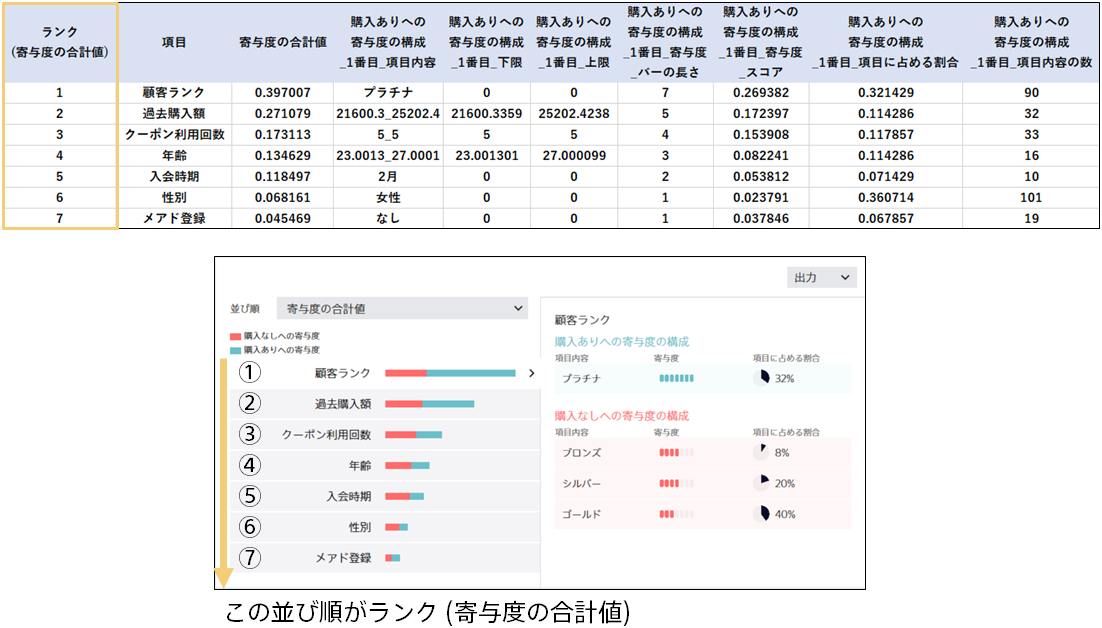 ランク
(寄与度の合計値)
項目
寄与度の合計値
購入ありへの
寄与度の構成
_1番目_項目内容
購入ありへの
寄与度の構成
_1番目_下限
購入ありへの
寄与度の構成
_1番目_上限
購入ありへの
寄与度の構成
_1番目_寄与度
_バーの長さ
購入ありへの
寄与度の構成
_1番目_寄与度
_スコア
購入ありへの
寄与度の構成
_1番目_項目に占める割合
購入ありへの
寄与度の構成
_1番目_項目内容の数
1 顧客ランク 0.397007 プラチナ 0 0 7 0.269382 0.321429 90
2 過去購入額 0.271079 21600.3_25202.4 21600.3359 25202.4238 5 0.172397 0.114286 32
3 クーポン利用回数 0.173113 5_5 5 5 4 0.153908 0.117857 33
4 年齢 0.134629 23.0013_27.0001 23.001301 27.000099 3 0.082241 0.114286 16
5 入会時期 0.118497 2月 0 0 2 0.053812 0.071429 10
6 性別 0.068161 女性 0 0 1 0.023791 0.360714 101
7 メアド登録 0.045469 なし 0 0 1 0.037846 0.067857 19
出力
並び順 寄与度の合計値
購入なしへの寄与度
購入ありへの寄与度
① 顧客ランク
② 過去購入額
③ クーポン利用回数
④ 年齢
⑤ 入会時期
⑥ 性別
⑦ メアド登録
顧客ランク
購入ありへの寄与度の構成
項目内容 寄与度 項目に占める割合
プラチナ 32%
購入なしへの寄与度の構成
項目内容 寄与度 項目に占める割合
ブロンズ 8%
シルバー 20%
ゴールド 40%
この並び順がランク (寄与度の合計値)